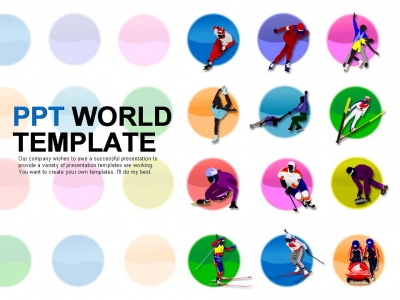 PPT WORLD
TEMPLATE
Our company wishes to own a successful presentation to
provide a variety of presentation templates are working.
You want to create your own templates. I'll do my best.